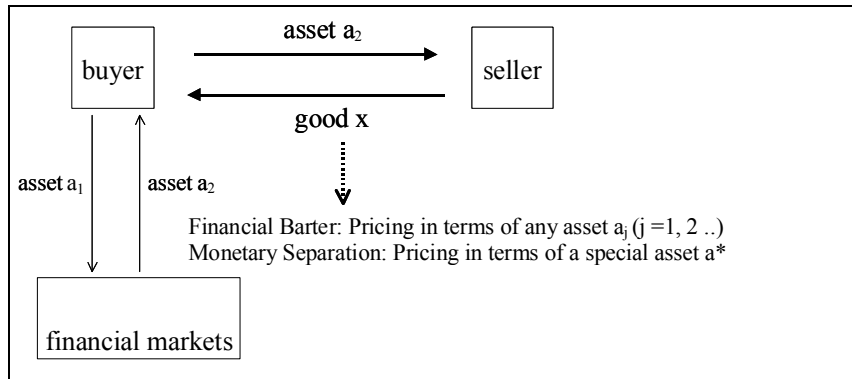 asset a₂
buyer
seller
good x
asset a₁
asset a₂
Financial Barter: Pricing in terms of any asset aⱼ (j =1, 2 ..)
Monetary Separation: Pricing in terms of a special asset a*
financial markets